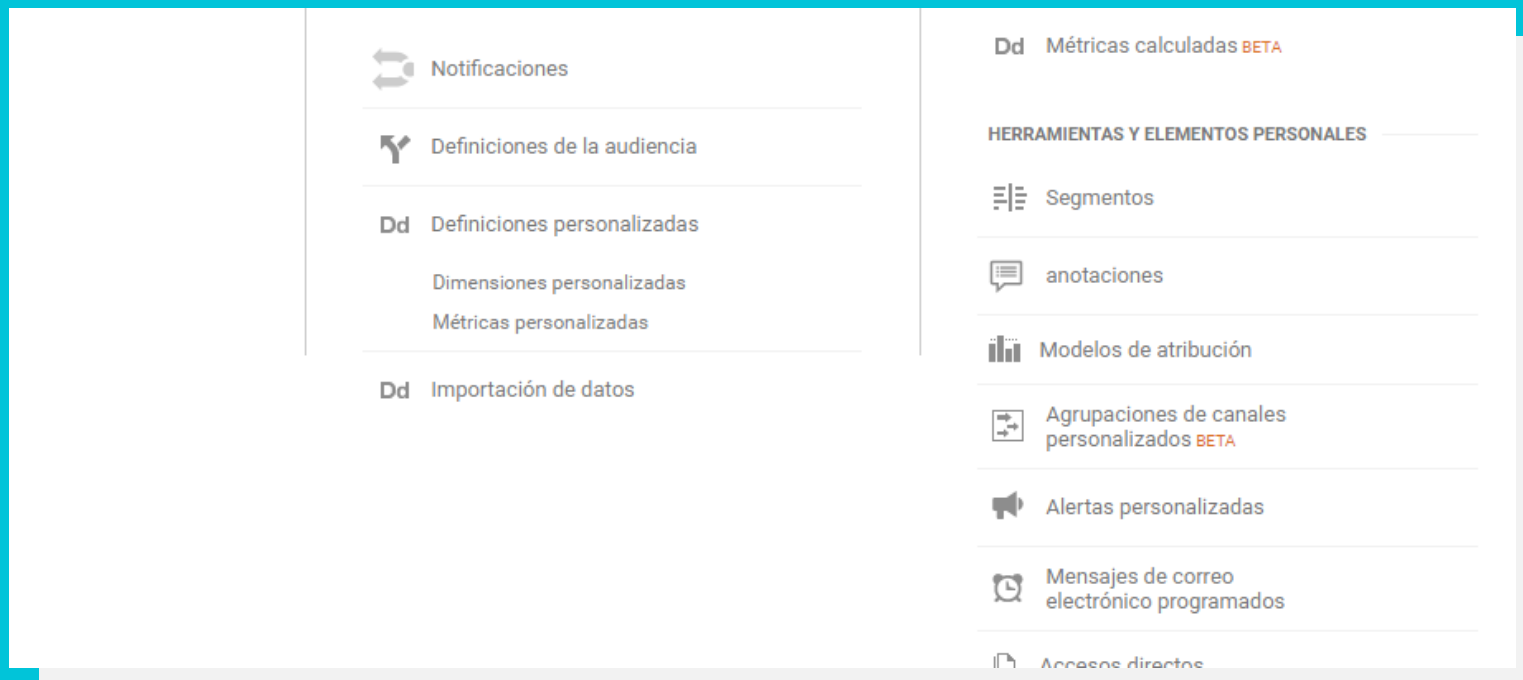 Notificaciones
Definiciones de la audiencia
Dd Definiciones personalizadas
Dimensiones personalizadas
Métricas personalizadas
Dd Importación de datos
Dd Métricas calculadas BETA
HERRAMIENTAS Y ELEMENTOS PERSONALES
Segmentos
anotaciones
Modelos de atribución
Agrupaciones de canales
personalizados BETA
Alertas personalizadas
Mensajes de correo
electrónico programados
Accesos directos